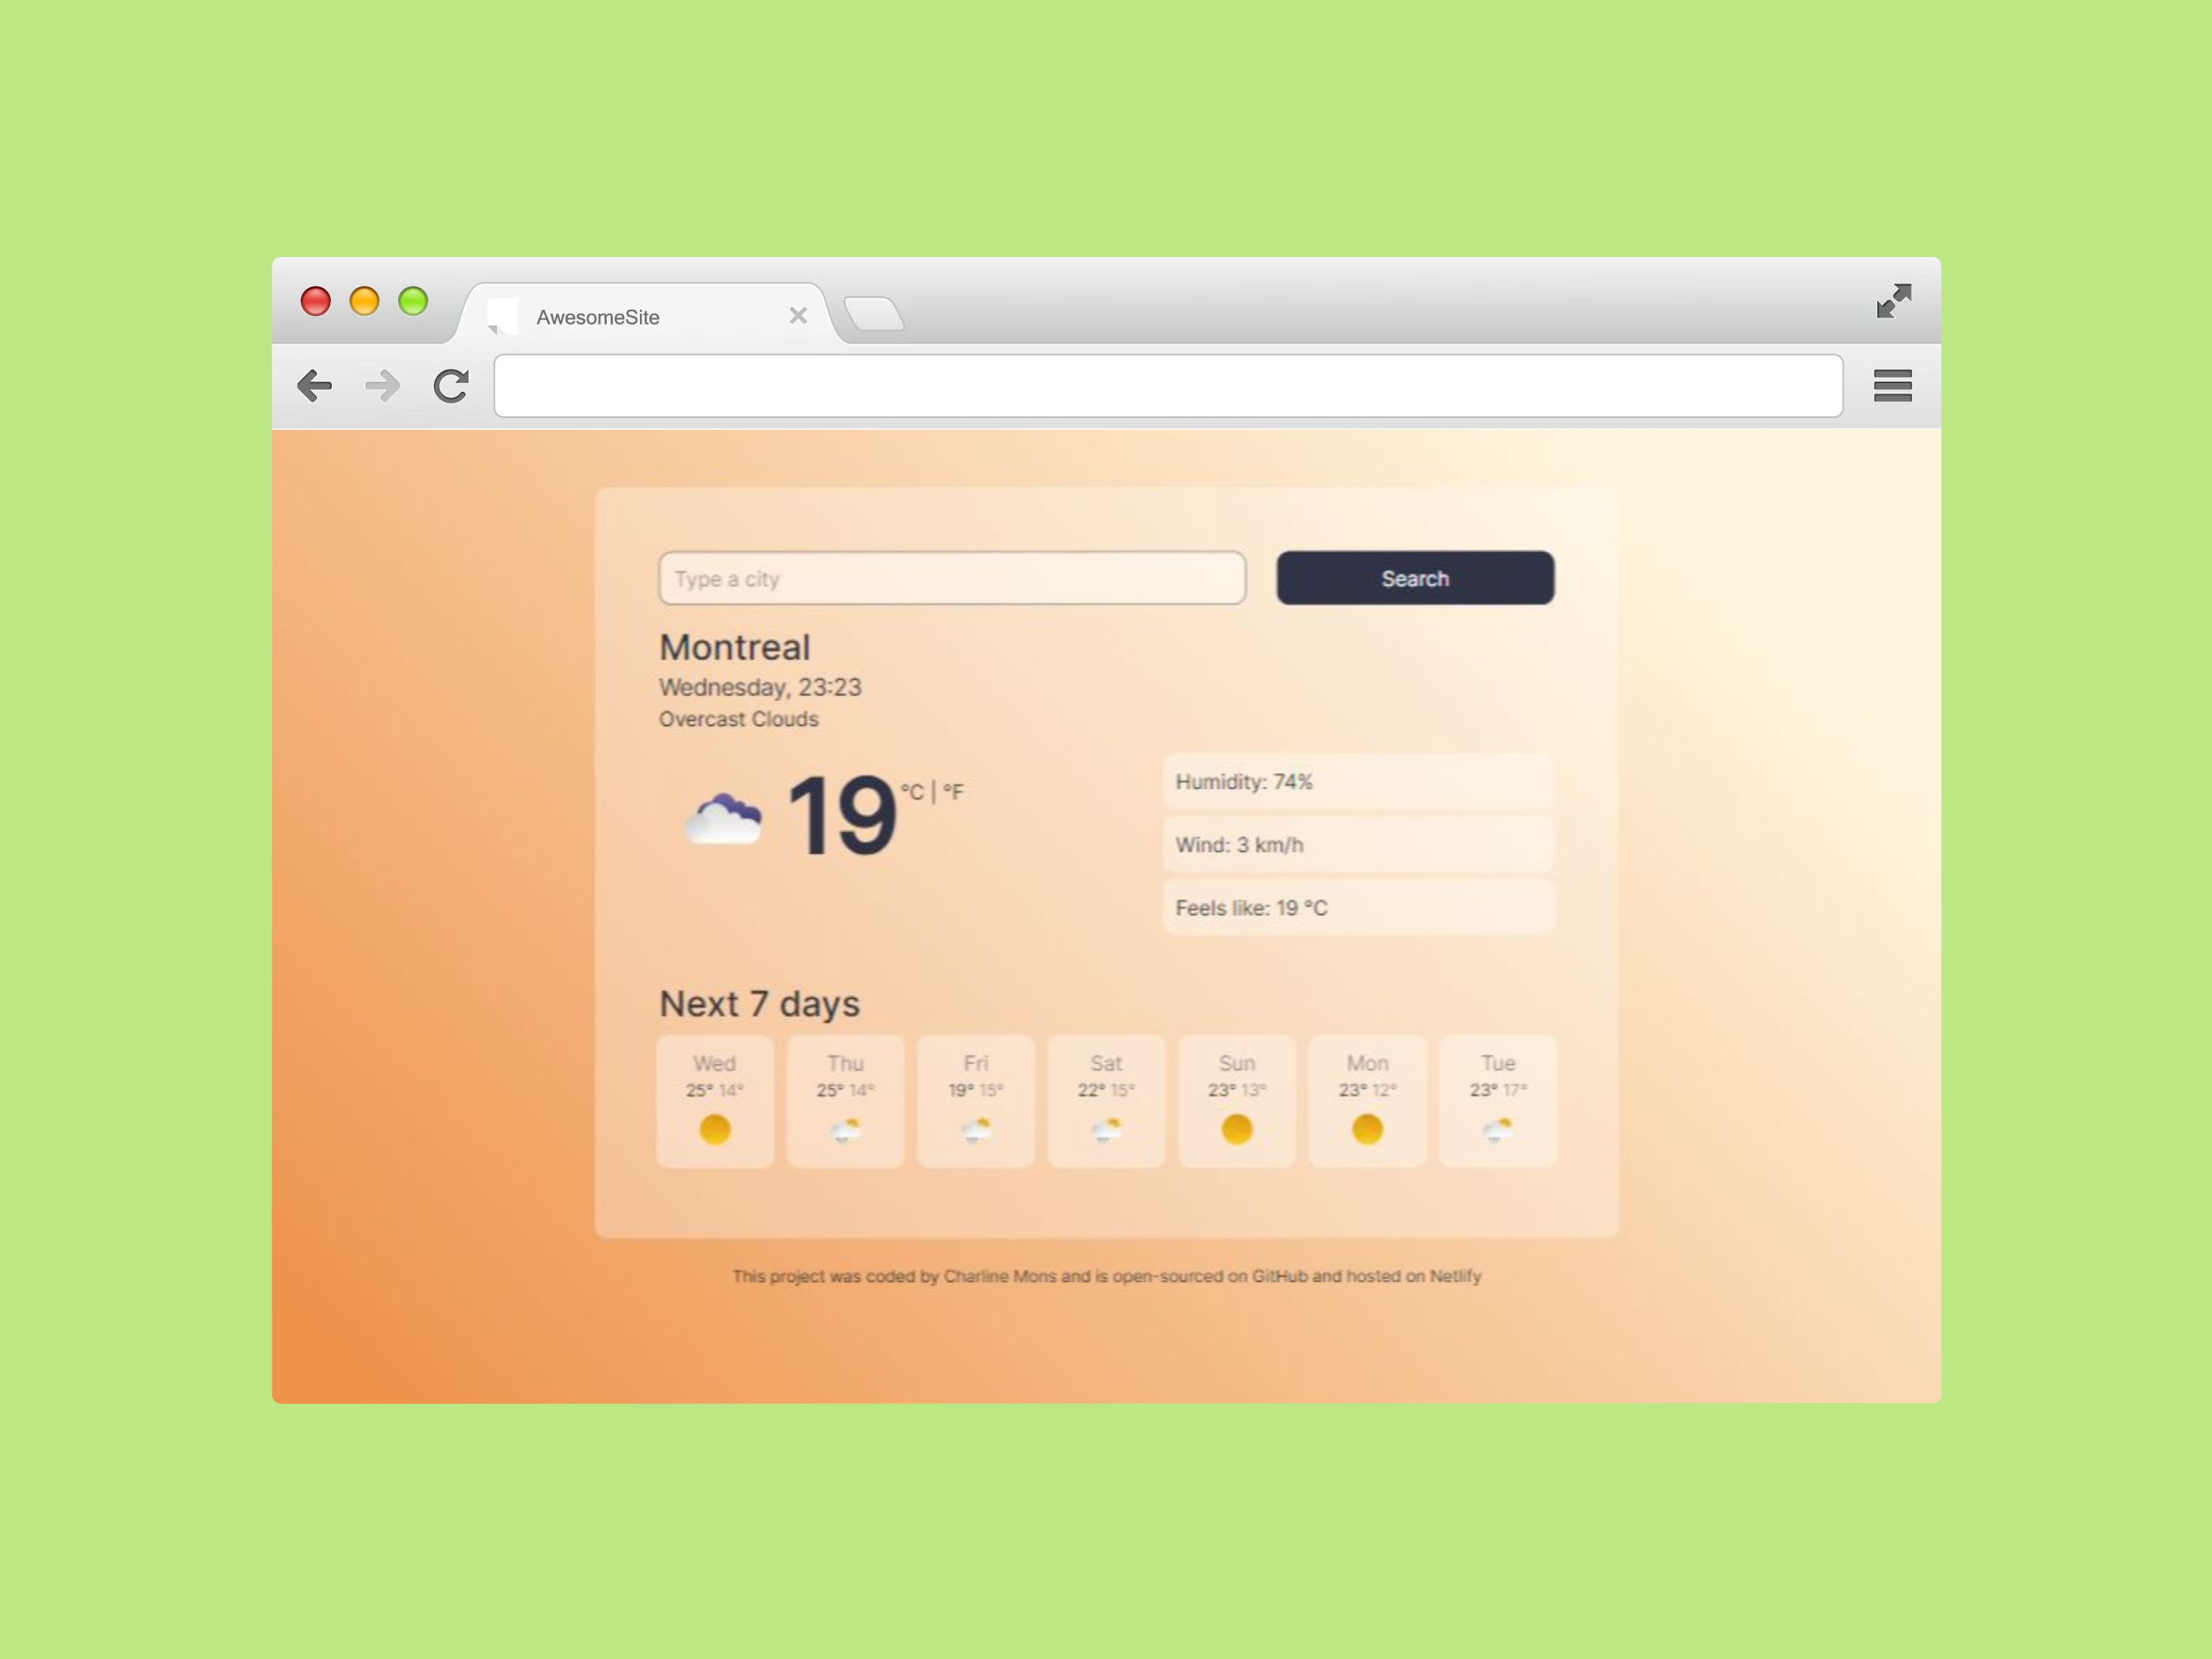 AwesomeSite
Type a city
Search
Montreal
Wednesday, 23:23
Overcast Clouds
19 °C | °F
Humidity: 74%
Wind: 3 km/h
Feels like: 19 °C
Next 7 days
Wed Thu Fri Sat Sun Mon Tue
25° 14° 25° 14° 19° 15° 22° 15° 23° 13° 23° 12° 23° 17°
This project was coded by Charline Mons and is open-sourced on GitHub and hosted on Netlify